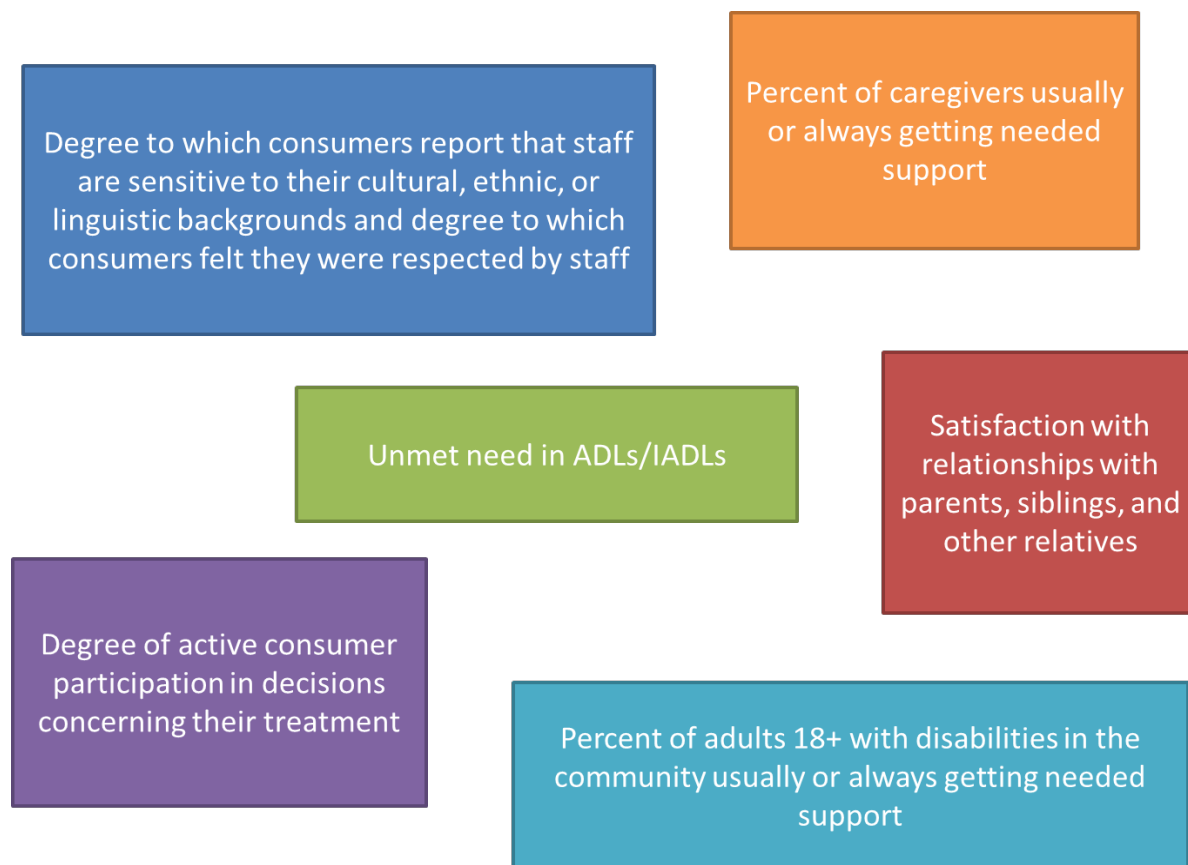 Degree to which consumers report that staff
are sensitive to their cultural, ethnic, or
linguistic backgrounds and degree to which
consumers felt they were respected by staff
Percent of caregivers usually
or always getting needed
support
Unmet need in ADLs/IADLs
Satisfaction with
relationships with
parents, siblings, and
other relatives
Degree of active consumer
participation in decisions
concerning their treatment
Percent of adults 18+ with disabilities in the
community usually or always getting needed
support